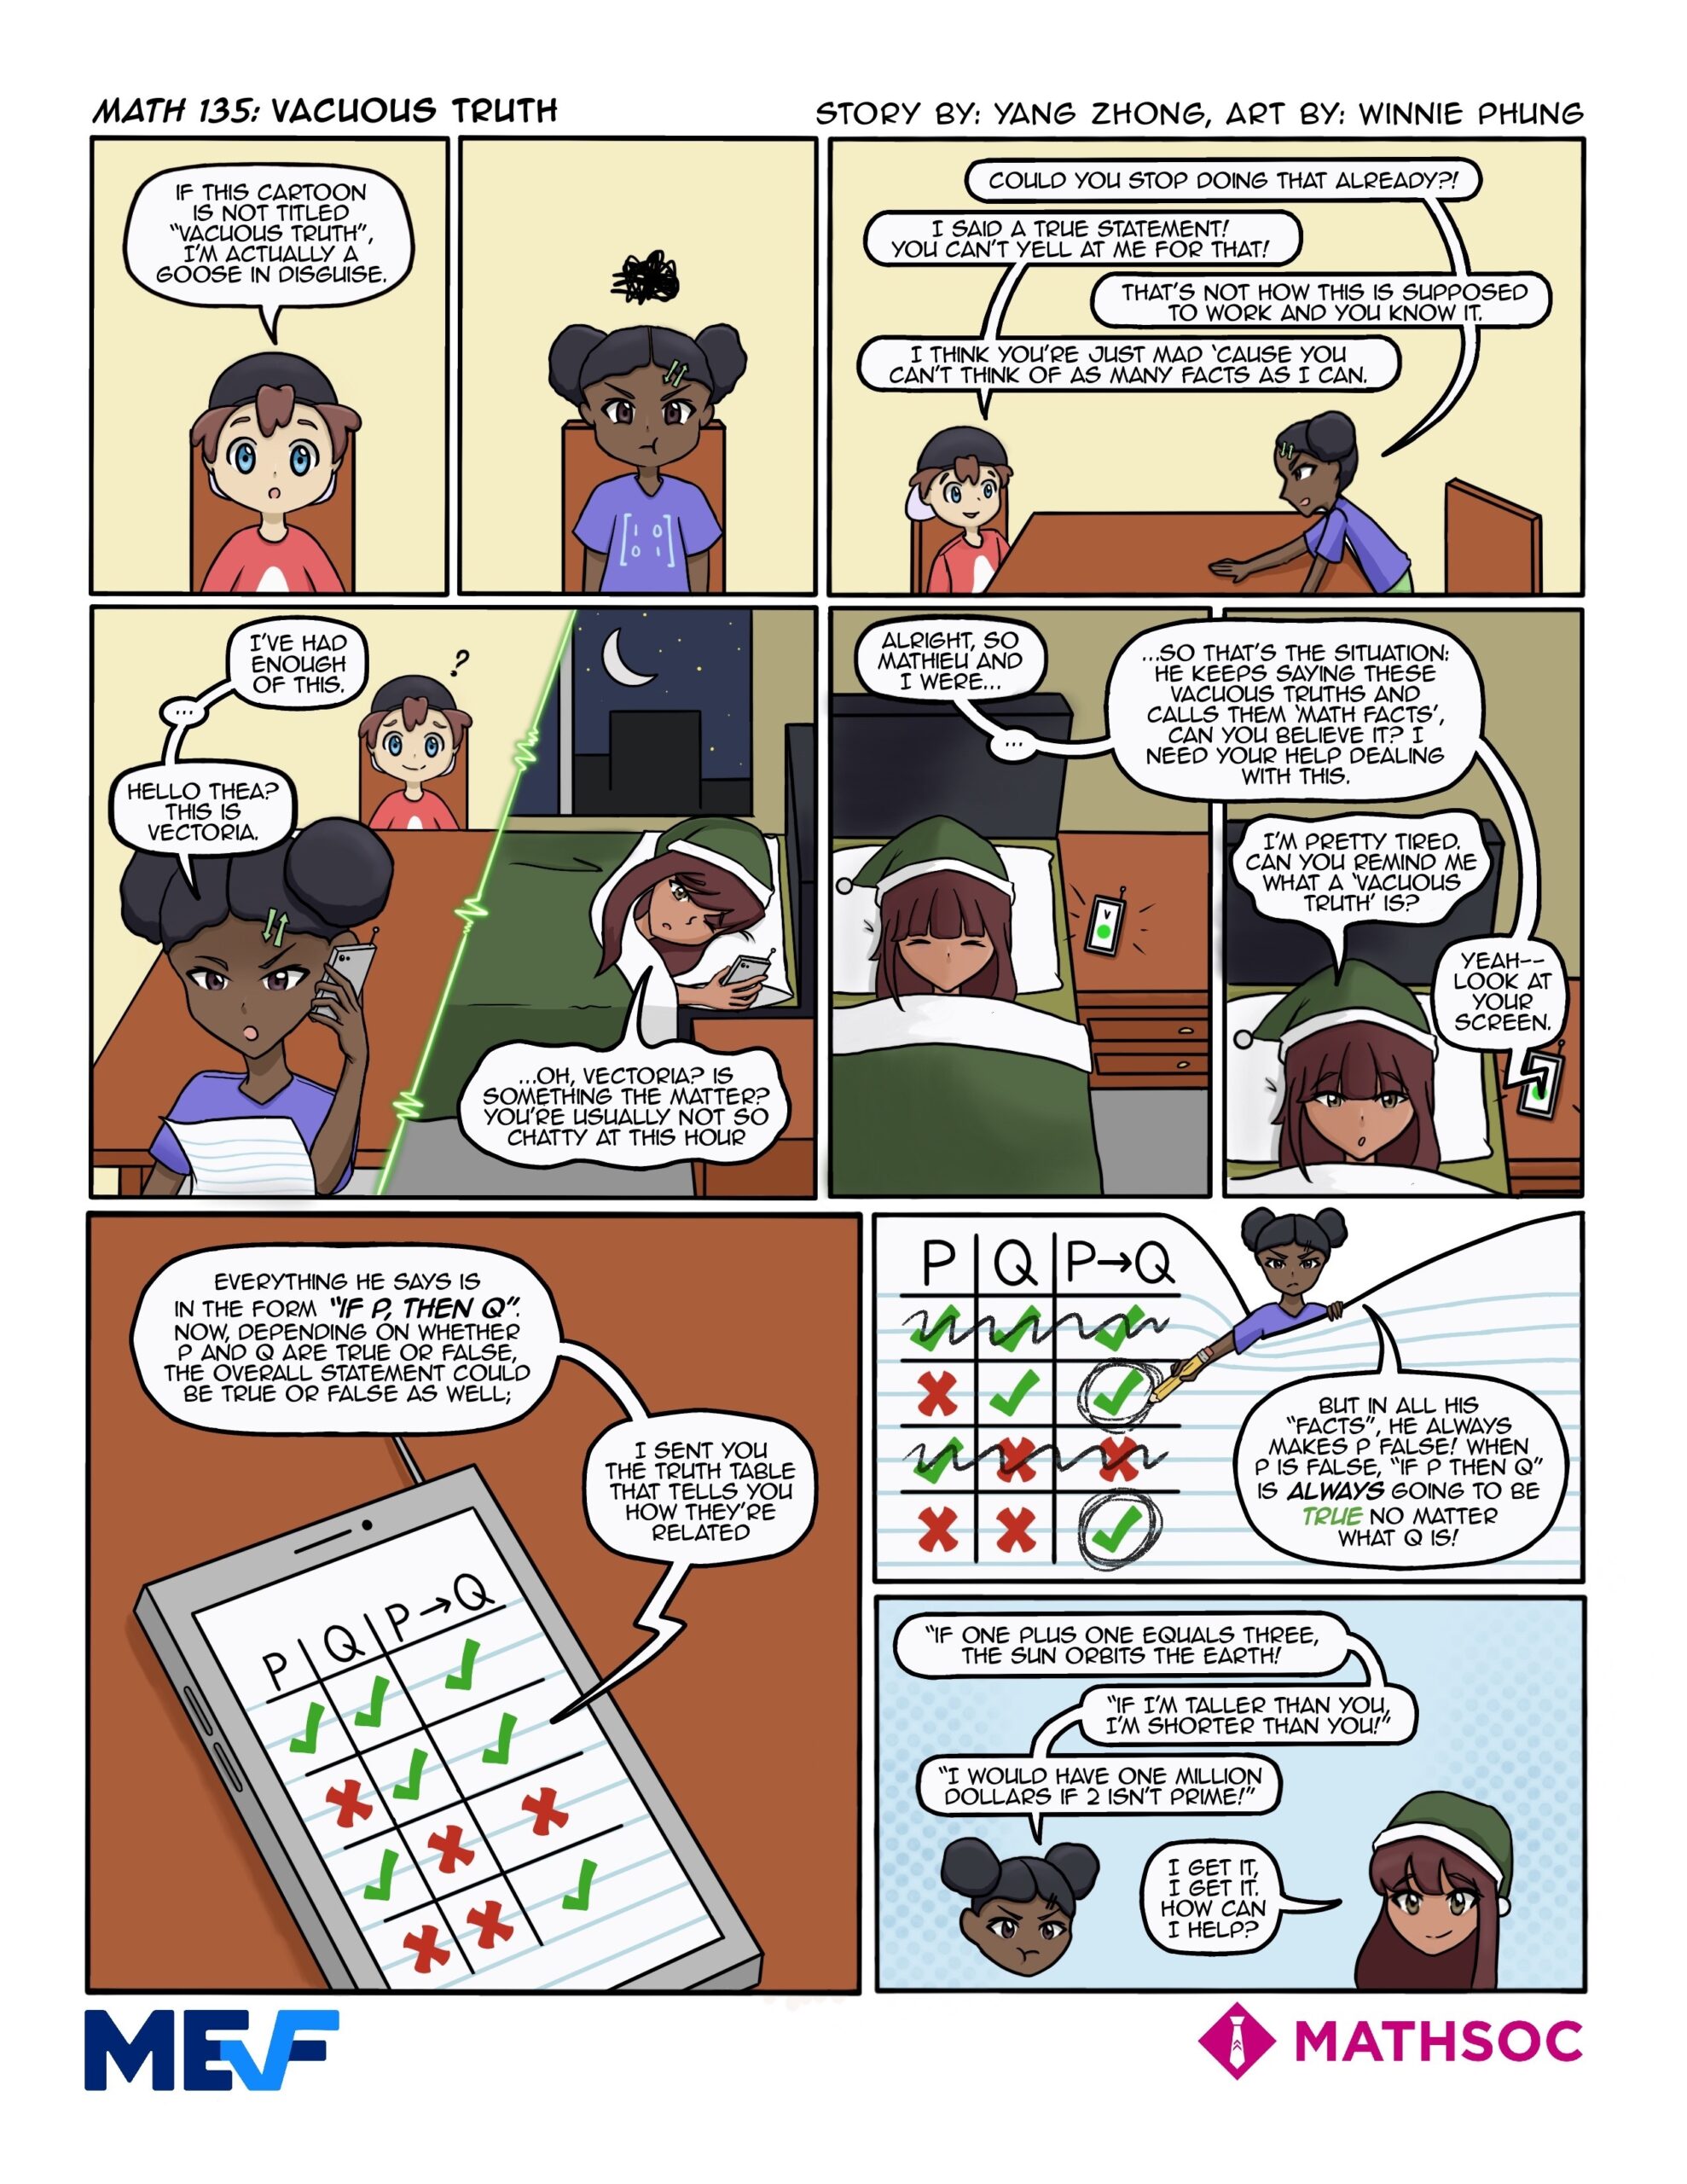 MATH 135: VACUOUS TRUTH
STORY BY: YANG ZHONG, ART BY: WINNIE PHUNG
IF THIS CARTOON
IS NOT TITLED
"VACUOUS TRUTH",
I'M ACTUALLY A
GOOSE IN DISGUISE.
1 0
0 1
COULD YOU STOP DOING THAT ALREADY?!
I SAID A TRUE STATEMENT!
YOU CAN'T YELL AT ME FOR THAT!
THAT'S NOT HOW THIS IS SUPPOSED
TO WORK AND YOU KNOW IT.
I THINK YOU'RE JUST MAD 'CAUSE YOU
CAN'T THINK OF AS MANY FACTS AS I CAN.
I'VE HAD
ENOUGH
OF THIS.
?
...
HELLO THEA?
THIS IS
VECTORIA.
...OH, VECTORIA? IS
SOMETHING THE MATTER?
YOU'RE USUALLY NOT SO
CHATTY AT THIS HOUR
ALRIGHT, SO
MATHIEU AND
I WERE...
...
V
...SO THAT'S THE SITUATION:
HE KEEPS SAYING THESE
VACUOUS TRUTHS AND
CALLS THEM 'MATH FACTS',
CAN YOU BELIEVE IT? I
NEED YOUR HELP DEALING
WITH THIS.
I'M PRETTY TIRED.
CAN YOU REMIND ME
WHAT A 'VACUOUS
TRUTH' IS?
YEAH--
LOOK AT
YOUR
SCREEN.
EVERYTHING HE SAYS IS
IN THE FORM "IF P, THEN Q".
NOW, DEPENDING ON WHETHER
P AND Q ARE TRUE OR FALSE,
THE OVERALL STATEMENT COULD
BE TRUE OR FALSE AS WELL;
I SENT YOU
THE TRUTH TABLE
THAT TELLS YOU
HOW THEY'RE
RELATED
P Q P→Q
✓ ✓ ✓
✗ ✓ ✓
✓ ✗ ✗
✗ ✗ ✓
P Q P→Q
✓ ✓ ✓
✗ ✓ ✓
✓ ✗ ✗
✗ ✗ ✓
BUT IN ALL HIS
"FACTS", HE ALWAYS
MAKES P FALSE! WHEN
P IS FALSE, "IF P THEN Q"
IS ALWAYS GOING TO BE
TRUE NO MATTER
WHAT Q IS!
"IF ONE PLUS ONE EQUALS THREE,
THE SUN ORBITS THE EARTH!
"IF I'M TALLER THAN YOU,
I'M SHORTER THAN YOU!"
"I WOULD HAVE ONE MILLION
DOLLARS IF 2 ISN'T PRIME!"
I GET IT,
I GET IT.
HOW CAN
I HELP?
MEF
MATHSOC